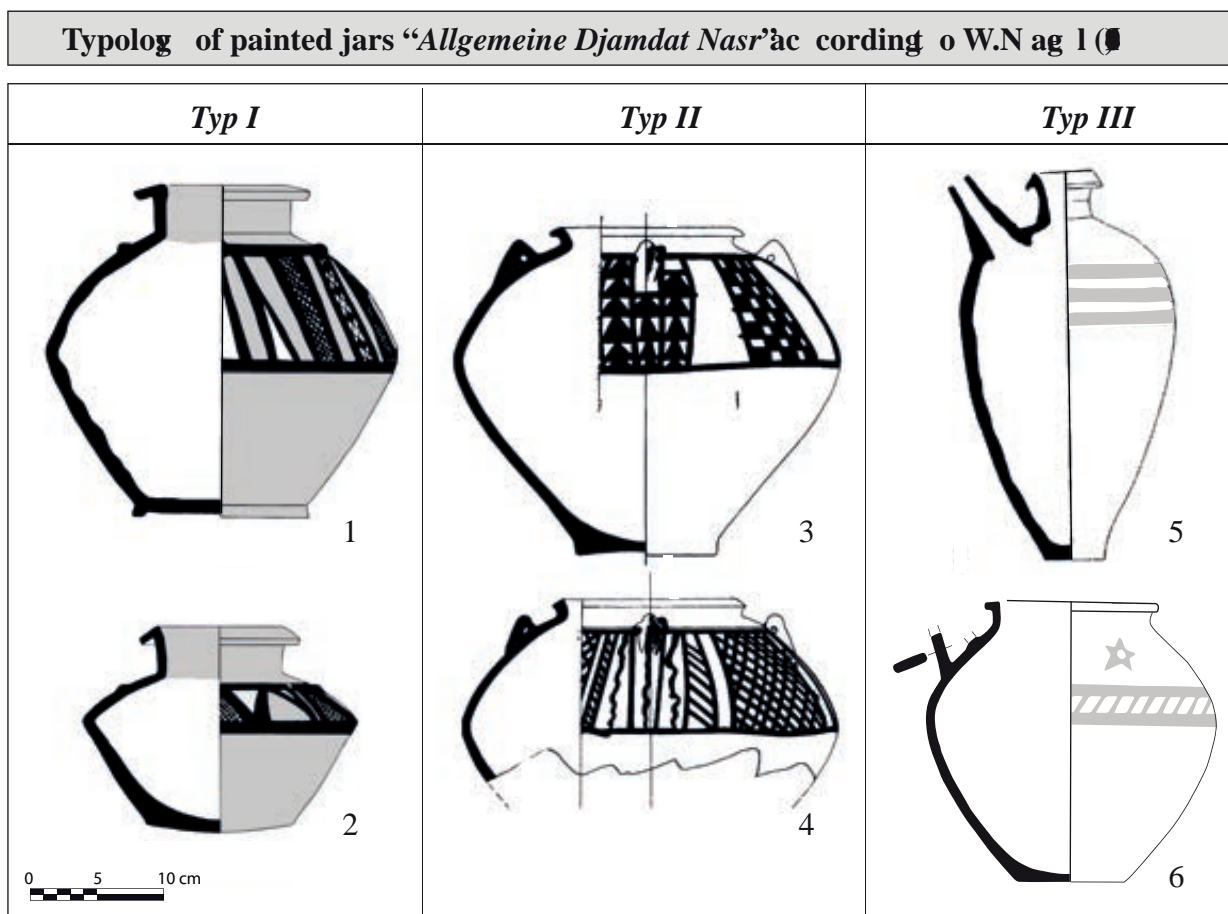 of painted jars “Allgemeine Djamdat Nasr”
Typ I
Typ II
Typ III
1
3
5
2
4
6
0 5 10 cm